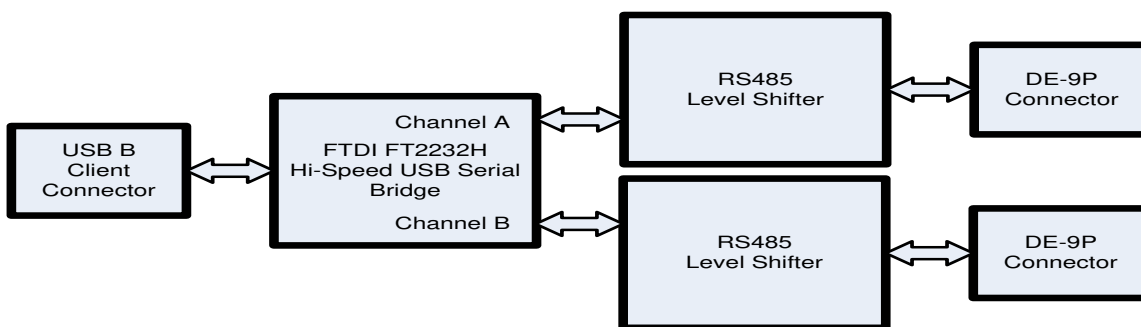 USB B
Client
Connector
Channel A
FTDI FT2232H
Hi-Speed USB Serial
Bridge
Channel B
RS485
Level Shifter
DE-9P
Connector
RS485
Level Shifter
DE-9P
Connector